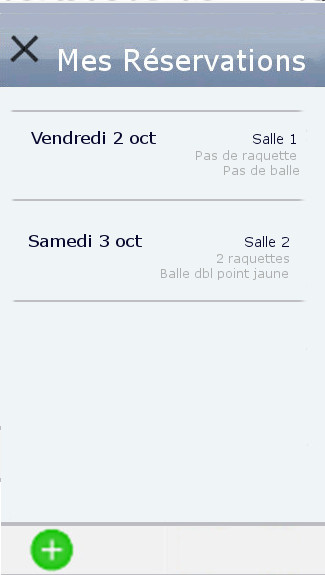 Mes Réservations
Vendredi 2 oct
Salle 1
Pas de raquette
Pas de balle
Samedi 3 oct
Salle 2
2 raquettes
Balle dbl point jaune